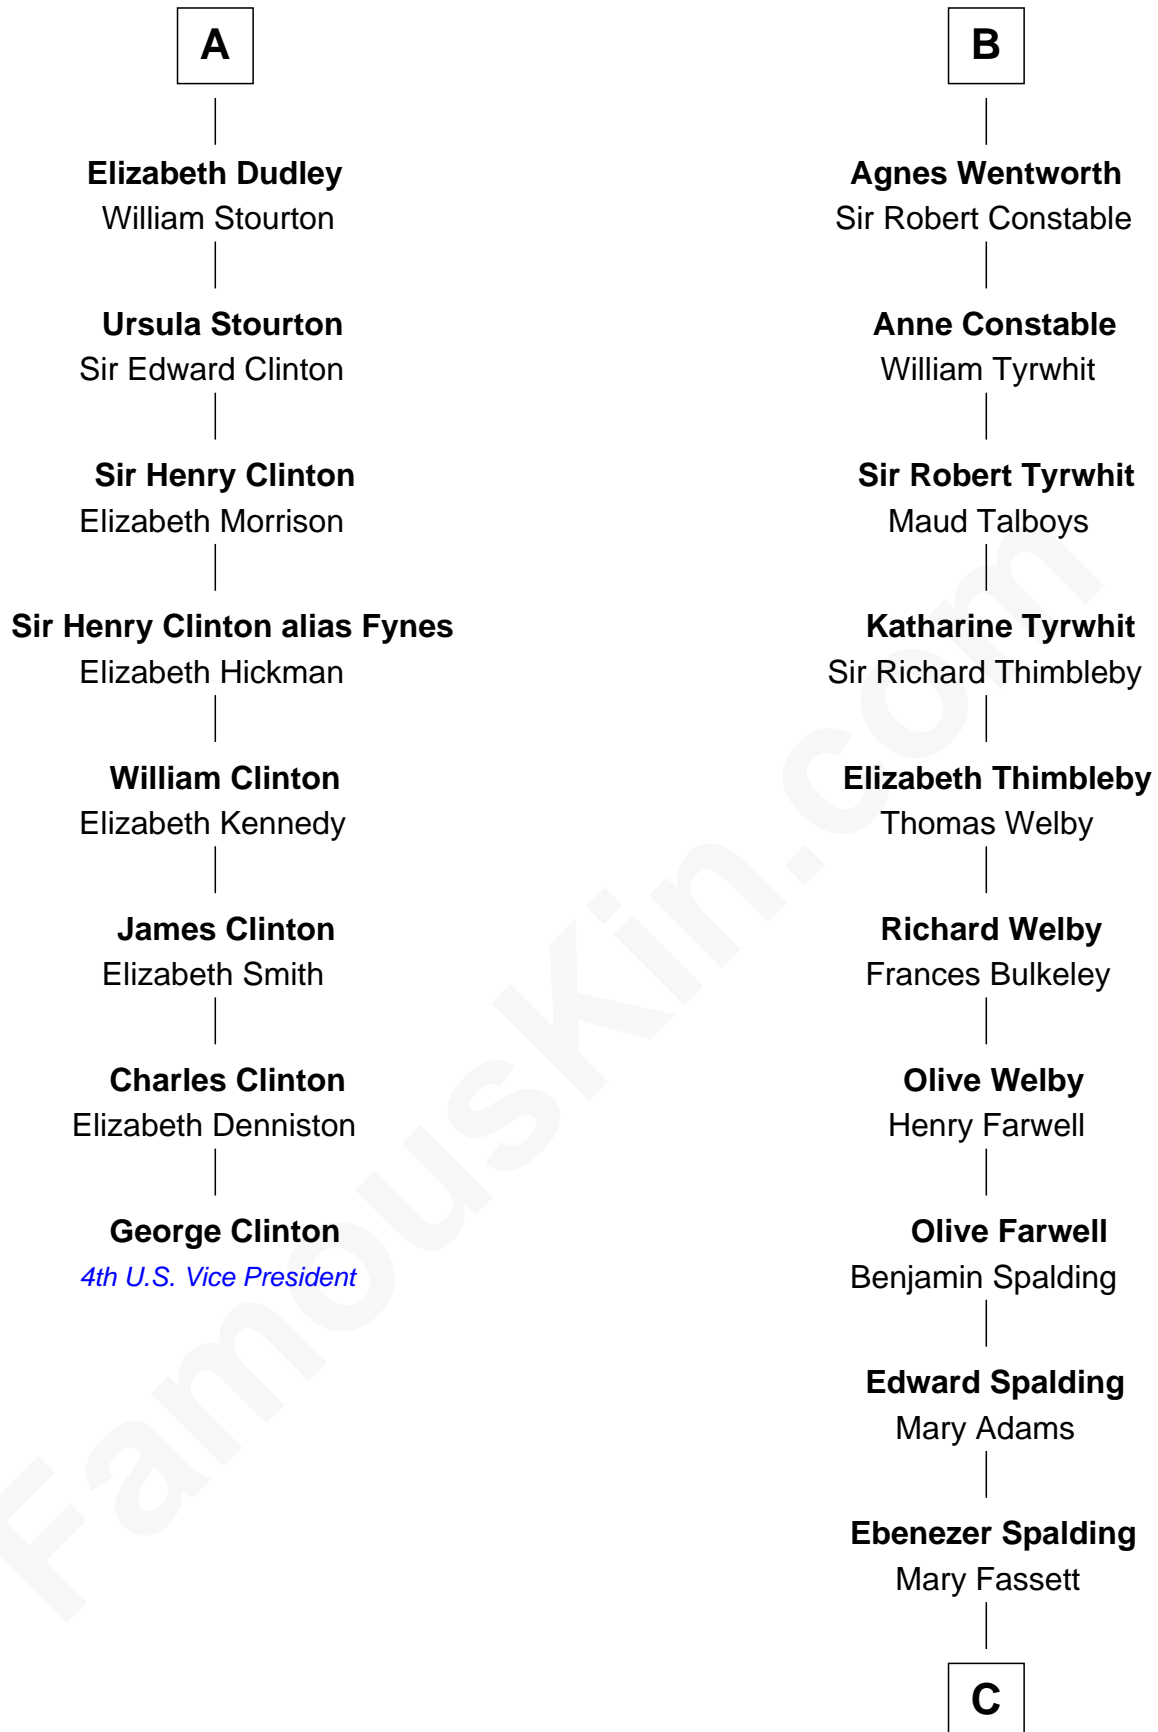 A
Elizabeth Dudley
William Stourton
Ursula Stourton
Sir Edward Clinton
Sir Henry Clinton
Elizabeth Morrison
Sir Henry Clinton alias Fynes
Elizabeth Hickman
William Clinton
Elizabeth Kennedy
James Clinton
Elizabeth Smith
Charles Clinton
Elizabeth Denniston
George Clinton
4th U.S. Vice President
B
Agnes Wentworth
Sir Robert Constable
Anne Constable
William Tyrwhit
Sir Robert Tyrwhit
Maud Talboys
Katharine Tyrwhit
Sir Richard Thimbleby
Elizabeth Thimbleby
Thomas Welby
Richard Welby
Frances Bulkeley
Olive Welby
Henry Farwell
Olive Farwell
Benjamin Spalding
Edward Spalding
Mary Adams
Ebenezer Spalding
Mary Fassett
C
FamousKin.com